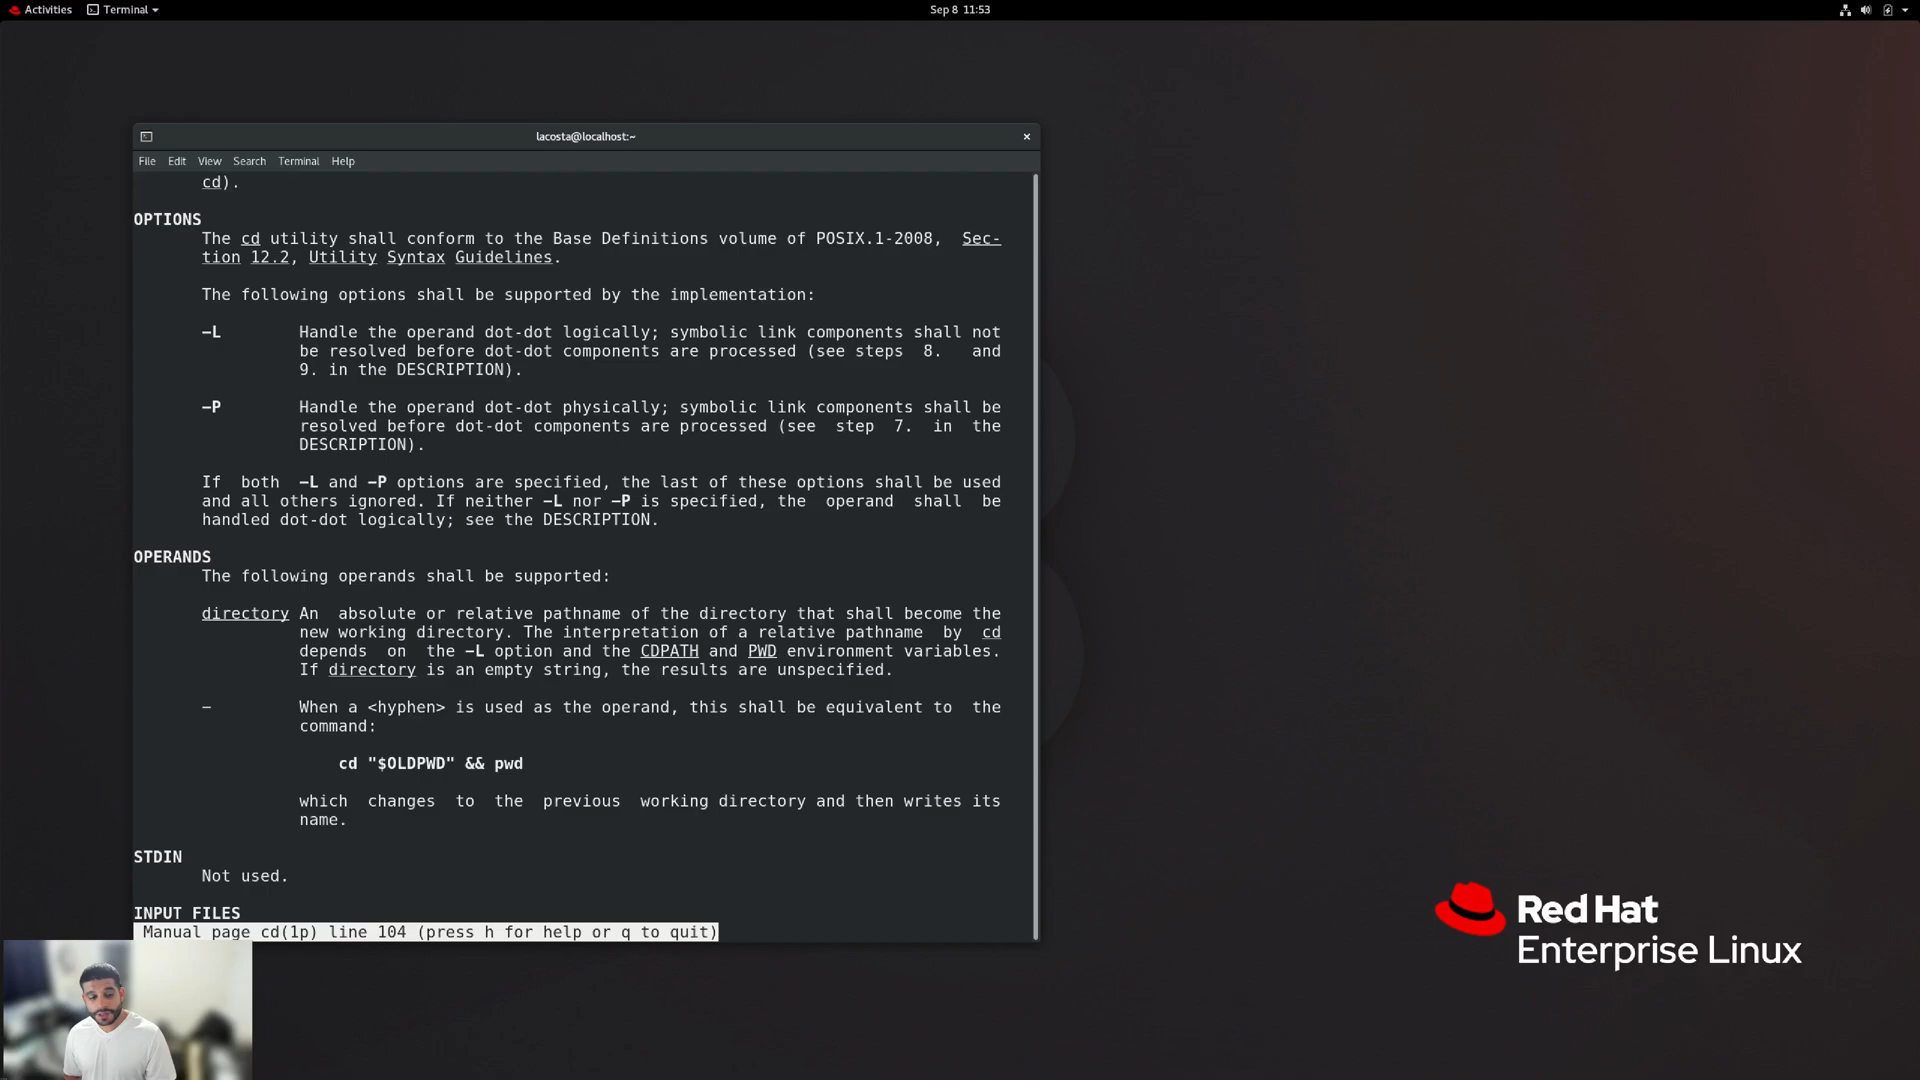 Activities
Terminal
Sep 8 11:53
lacosta@localhost:~
File Edit View Search Terminal Help
cd).
OPTIONS
The cd utility shall conform to the Base Definitions volume of POSIX.1-2008, Sec-
tion 12.2, Utility Syntax Guidelines.
The following options shall be supported by the implementation:
-L Handle the operand dot-dot logically; symbolic link components shall not
be resolved before dot-dot components are processed (see steps 8. and
9. in the DESCRIPTION).
-P Handle the operand dot-dot physically; symbolic link components shall be
resolved before dot-dot components are processed (see step 7. in the
DESCRIPTION).
If both -L and -P options are specified, the last of these options shall be used
and all others ignored. If neither -L nor -P is specified, the operand shall be
handled dot-dot logically; see the DESCRIPTION.
OPERANDS
The following operands shall be supported:
directory An absolute or relative pathname of the directory that shall become the
new working directory. The interpretation of a relative pathname by cd
depends on the -L option and the CDPATH and PWD environment variables.
If directory is an empty string, the results are unspecified.
- When a <hyphen> is used as the operand, this shall be equivalent to the
command:
cd "$OLDPWD" && pwd
which changes to the previous working directory and then writes its
name.
STDIN
Not used.
INPUT FILES
Manual page cd(1p) line 104 (press h for help or q to quit)
Red Hat
Enterprise Linux